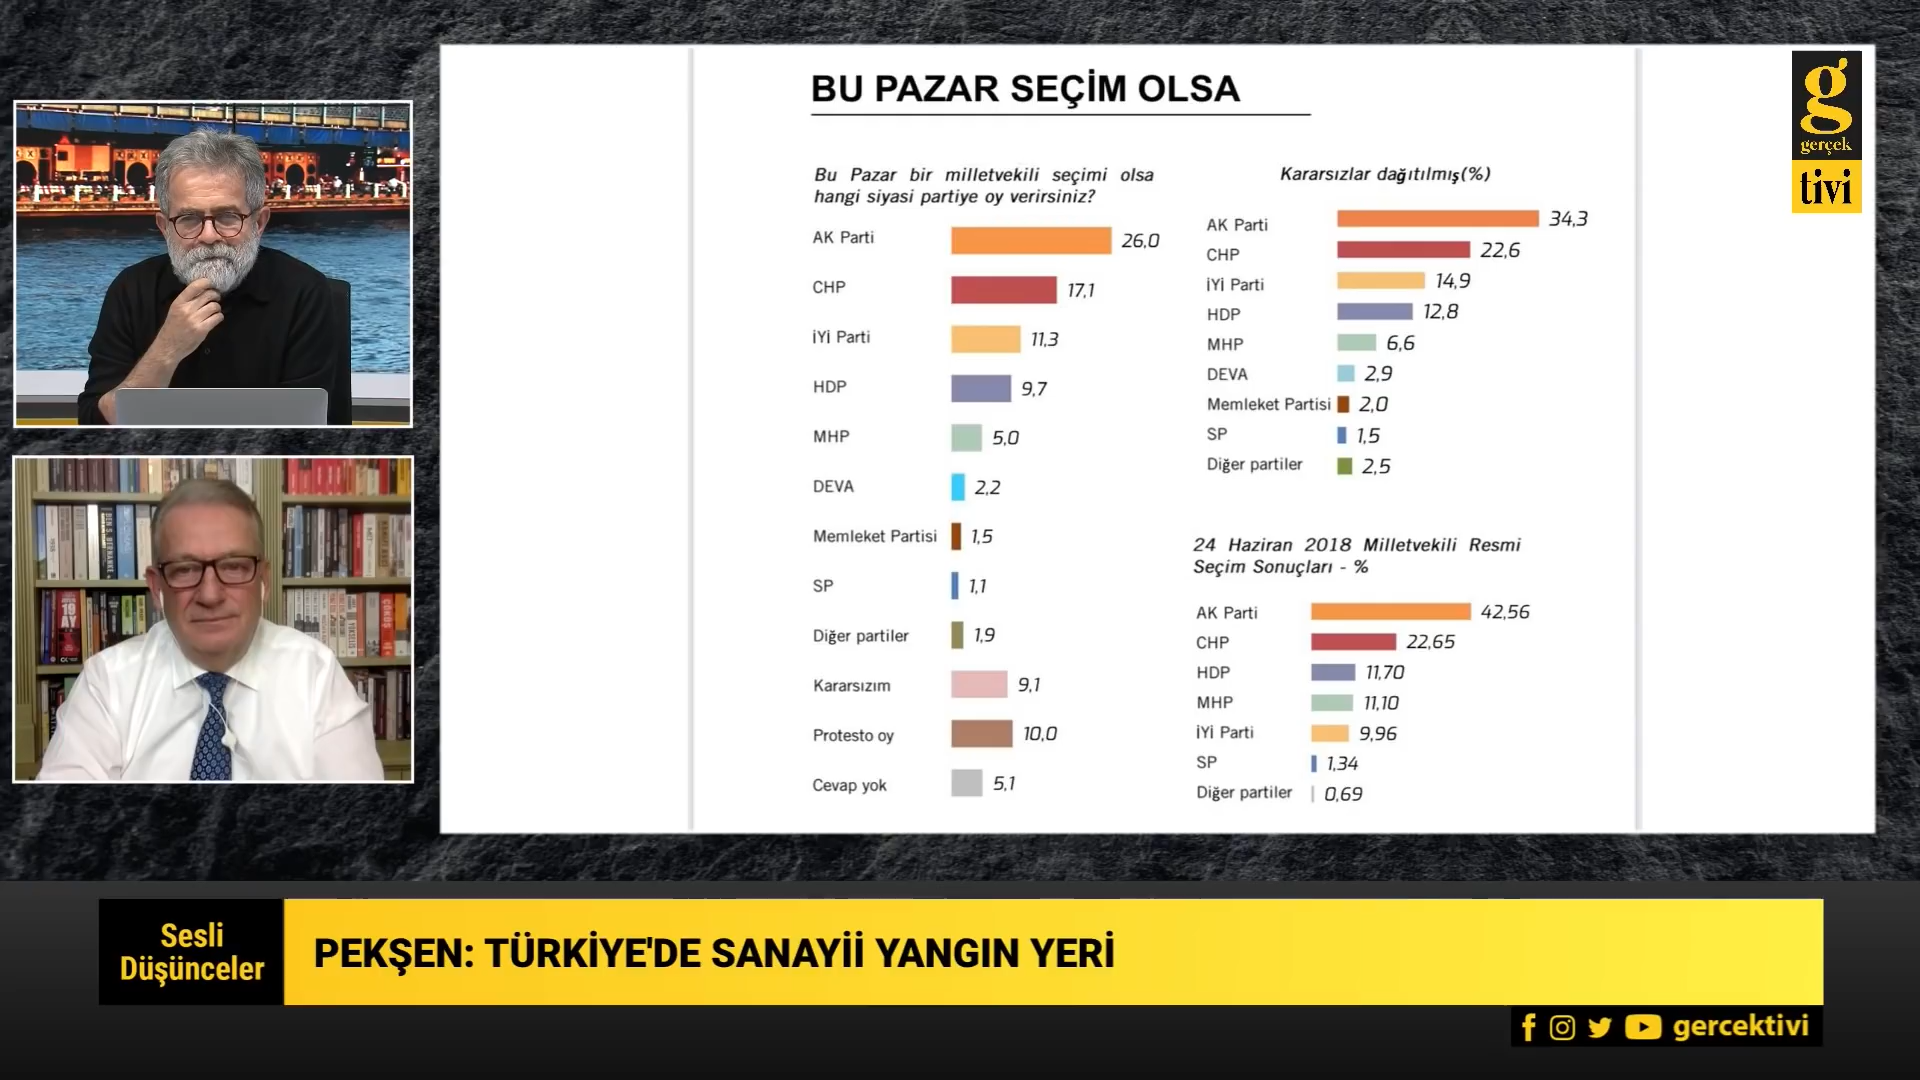 BU PAZAR SEÇİM OLSA
Bu Pazar bir milletvekili seçimi olsa
hangi siyasi partiye oy verirsiniz?
AK Parti 26,0
CHP 17,1
İYİ Parti 11,3
HDP 9,7
MHP 5,0
DEVA 2,2
Memleket Partisi 1,5
SP 1,1
Diğer partiler 1,9
Kararsızım 9,1
Protesto oy 10,0
Cevap yok 5,1
Kararsızlar dağıtılmış(%)
AK Parti 34,3
CHP 22,6
İYİ Parti 14,9
HDP 12,8
MHP 6,6
DEVA 2,9
Memleket Partisi 2,0
SP 1,5
Diğer partiler 2,5
24 Haziran 2018 Milletvekili Resmi
Seçim Sonuçları - %
AK Parti 42,56
CHP 22,65
HDP 11,70
MHP 11,10
İYİ Parti 9,96
SP 1,34
Diğer partiler 0,69
g
gerçek
tivi
19
AY
Sesli
Düşünceler
PEKŞEN: TÜRKİYE'DE SANAYİİ YANGIN YERİ
gercektivi